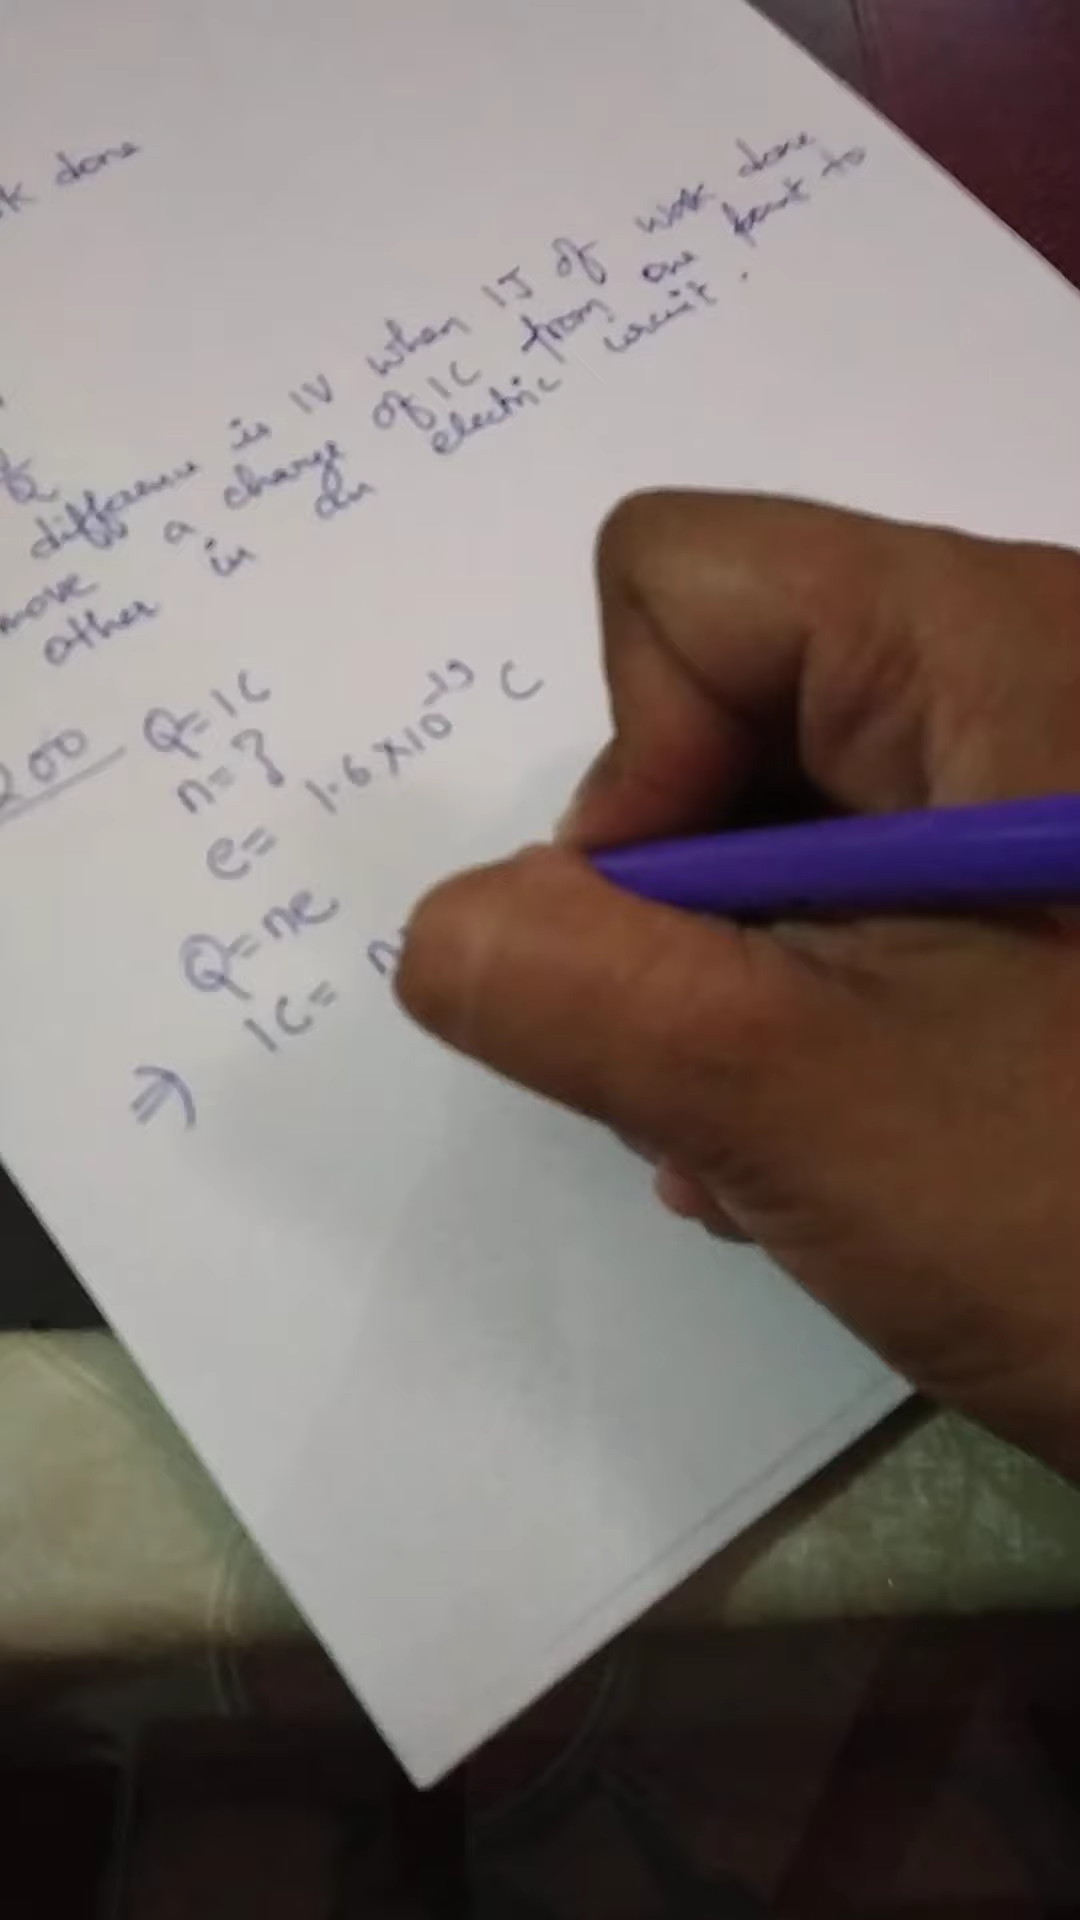 k done
difference is 1V when 1J of work done
move a charge of 1C from one point to
other in an electric circuit.
200
Q=1C
n=?
e= 1.6×10⁻¹⁹ C
Q=ne
⇒ 1C= n